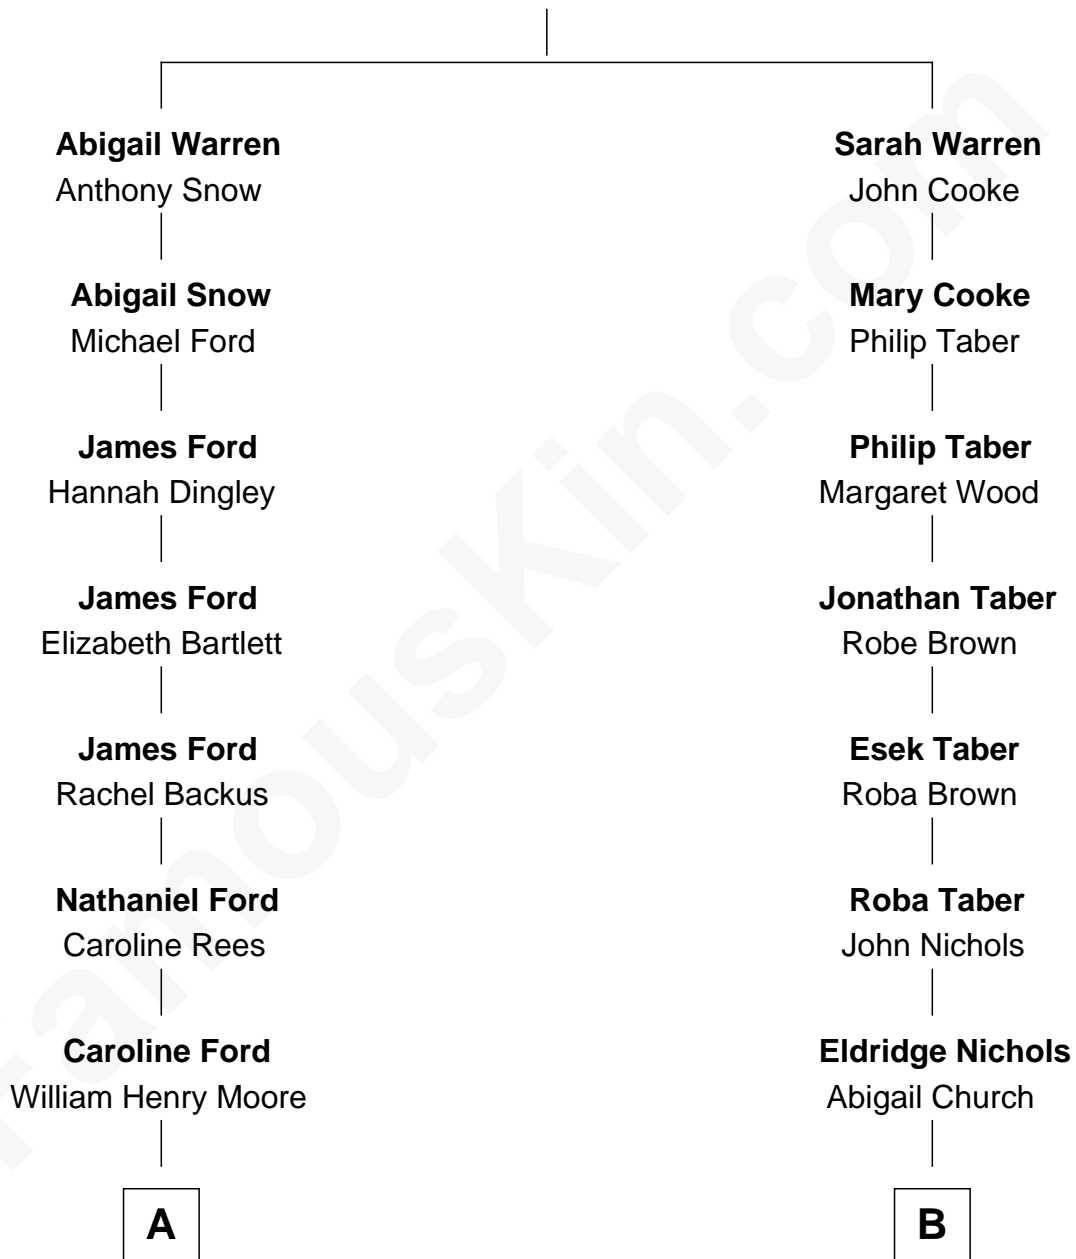 Abigail Warren
Anthony Snow
Abigail Snow
Michael Ford
James Ford
Hannah Dingley
James Ford
Elizabeth Bartlett
James Ford
Rachel Backus
Nathaniel Ford
Caroline Rees
Caroline Ford
William Henry Moore
A
Sarah Warren
John Cooke
Mary Cooke
Philip Taber
Philip Taber
Margaret Wood
Jonathan Taber
Robe Brown
Esek Taber
Roba Brown
Roba Taber
John Nichols
Eldridge Nichols
Abigail Church
B
FamousKin.com